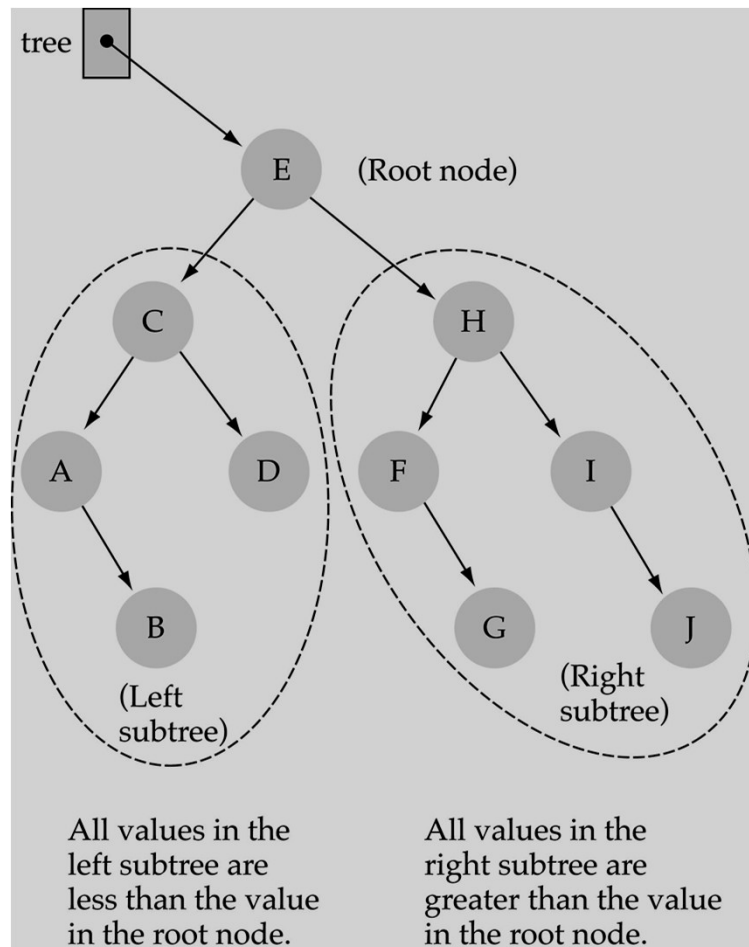 tree
E
(Root node)
C
H
A
D
F
I
B
G
J
(Left
subtree)
(Right
subtree)
All values in the
left subtree are
less than the value
in the root node.
All values in the
right subtree are
greater than the value
in the root node.